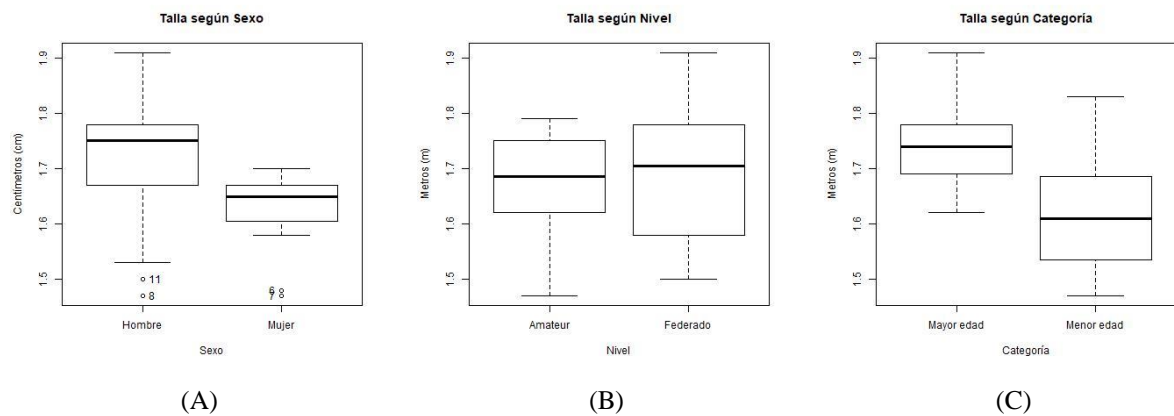 Talla según Sexo
Centímetros (cm)
1.9
1.8
1.7
1.6
1.5
11
8
6
7
Hombre
Mujer
Sexo
(A)
Talla según Nivel
Metros (m)
1.9
1.8
1.7
1.6
1.5
Amateur
Federado
Nivel
(B)
Talla según Categoría
Metros (m)
1.9
1.8
1.7
1.6
1.5
Mayor edad
Menor edad
Categoría
(C)